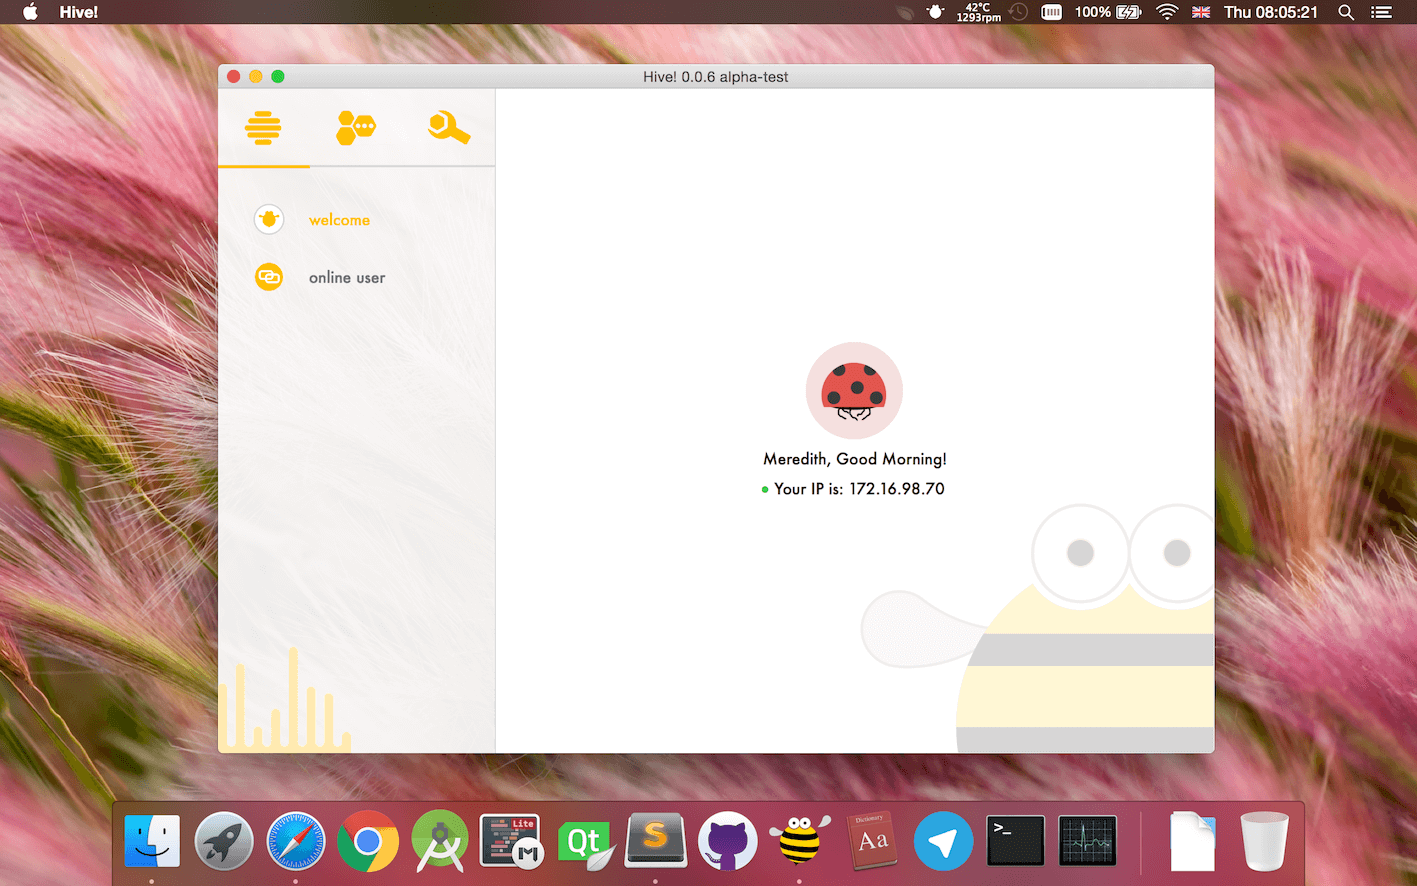 Hive!
42°C
1293rpm
100%
Thu 08:05:21
Hive! 0.0.6 alpha-test
welcome
online user
Meredith, Good Morning!
Your IP is: 172.16.98.70
Lite
M
Qt
S
Dictionary
Aa
>_